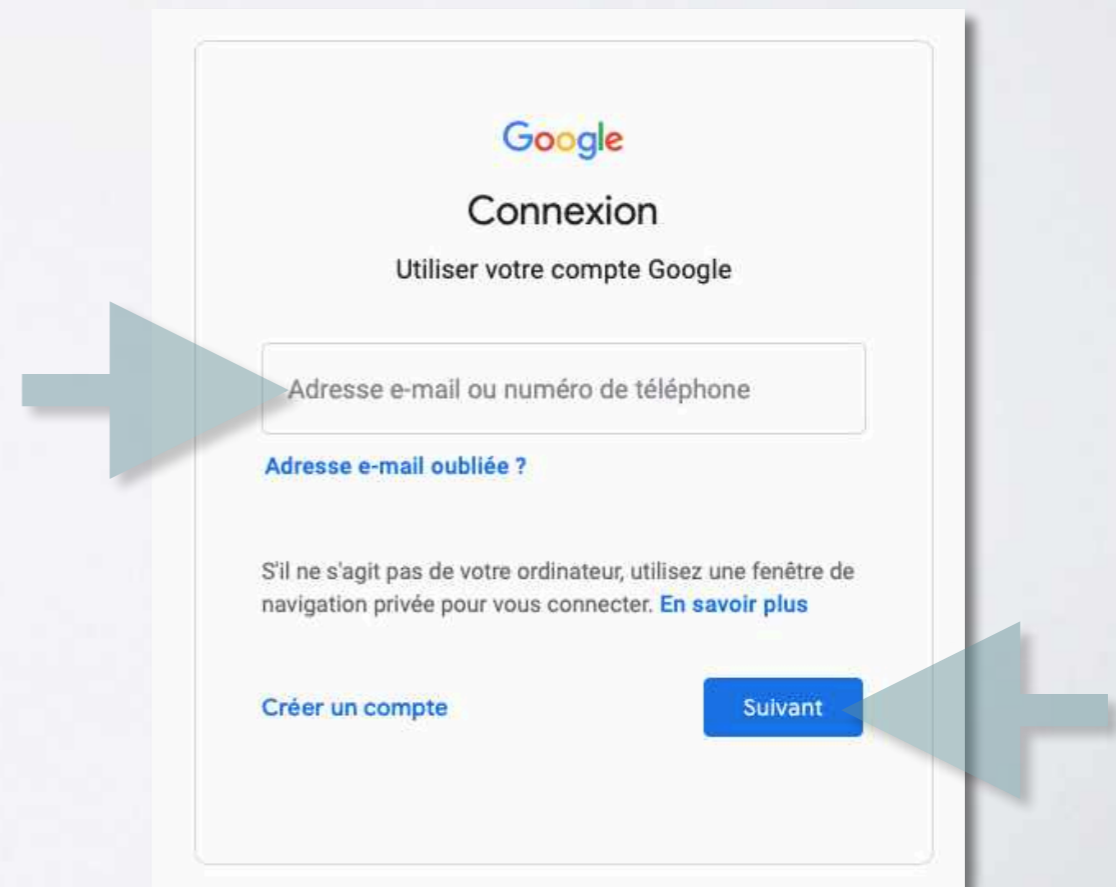 Google
Connexion
Utiliser votre compte Google
Adresse e-mail ou numéro de téléphone
Adresse e-mail oubliée ?
S'il ne s'agit pas de votre ordinateur, utilisez une fenêtre de
navigation privée pour vous connecter. En savoir plus
Créer un compte
Suivant